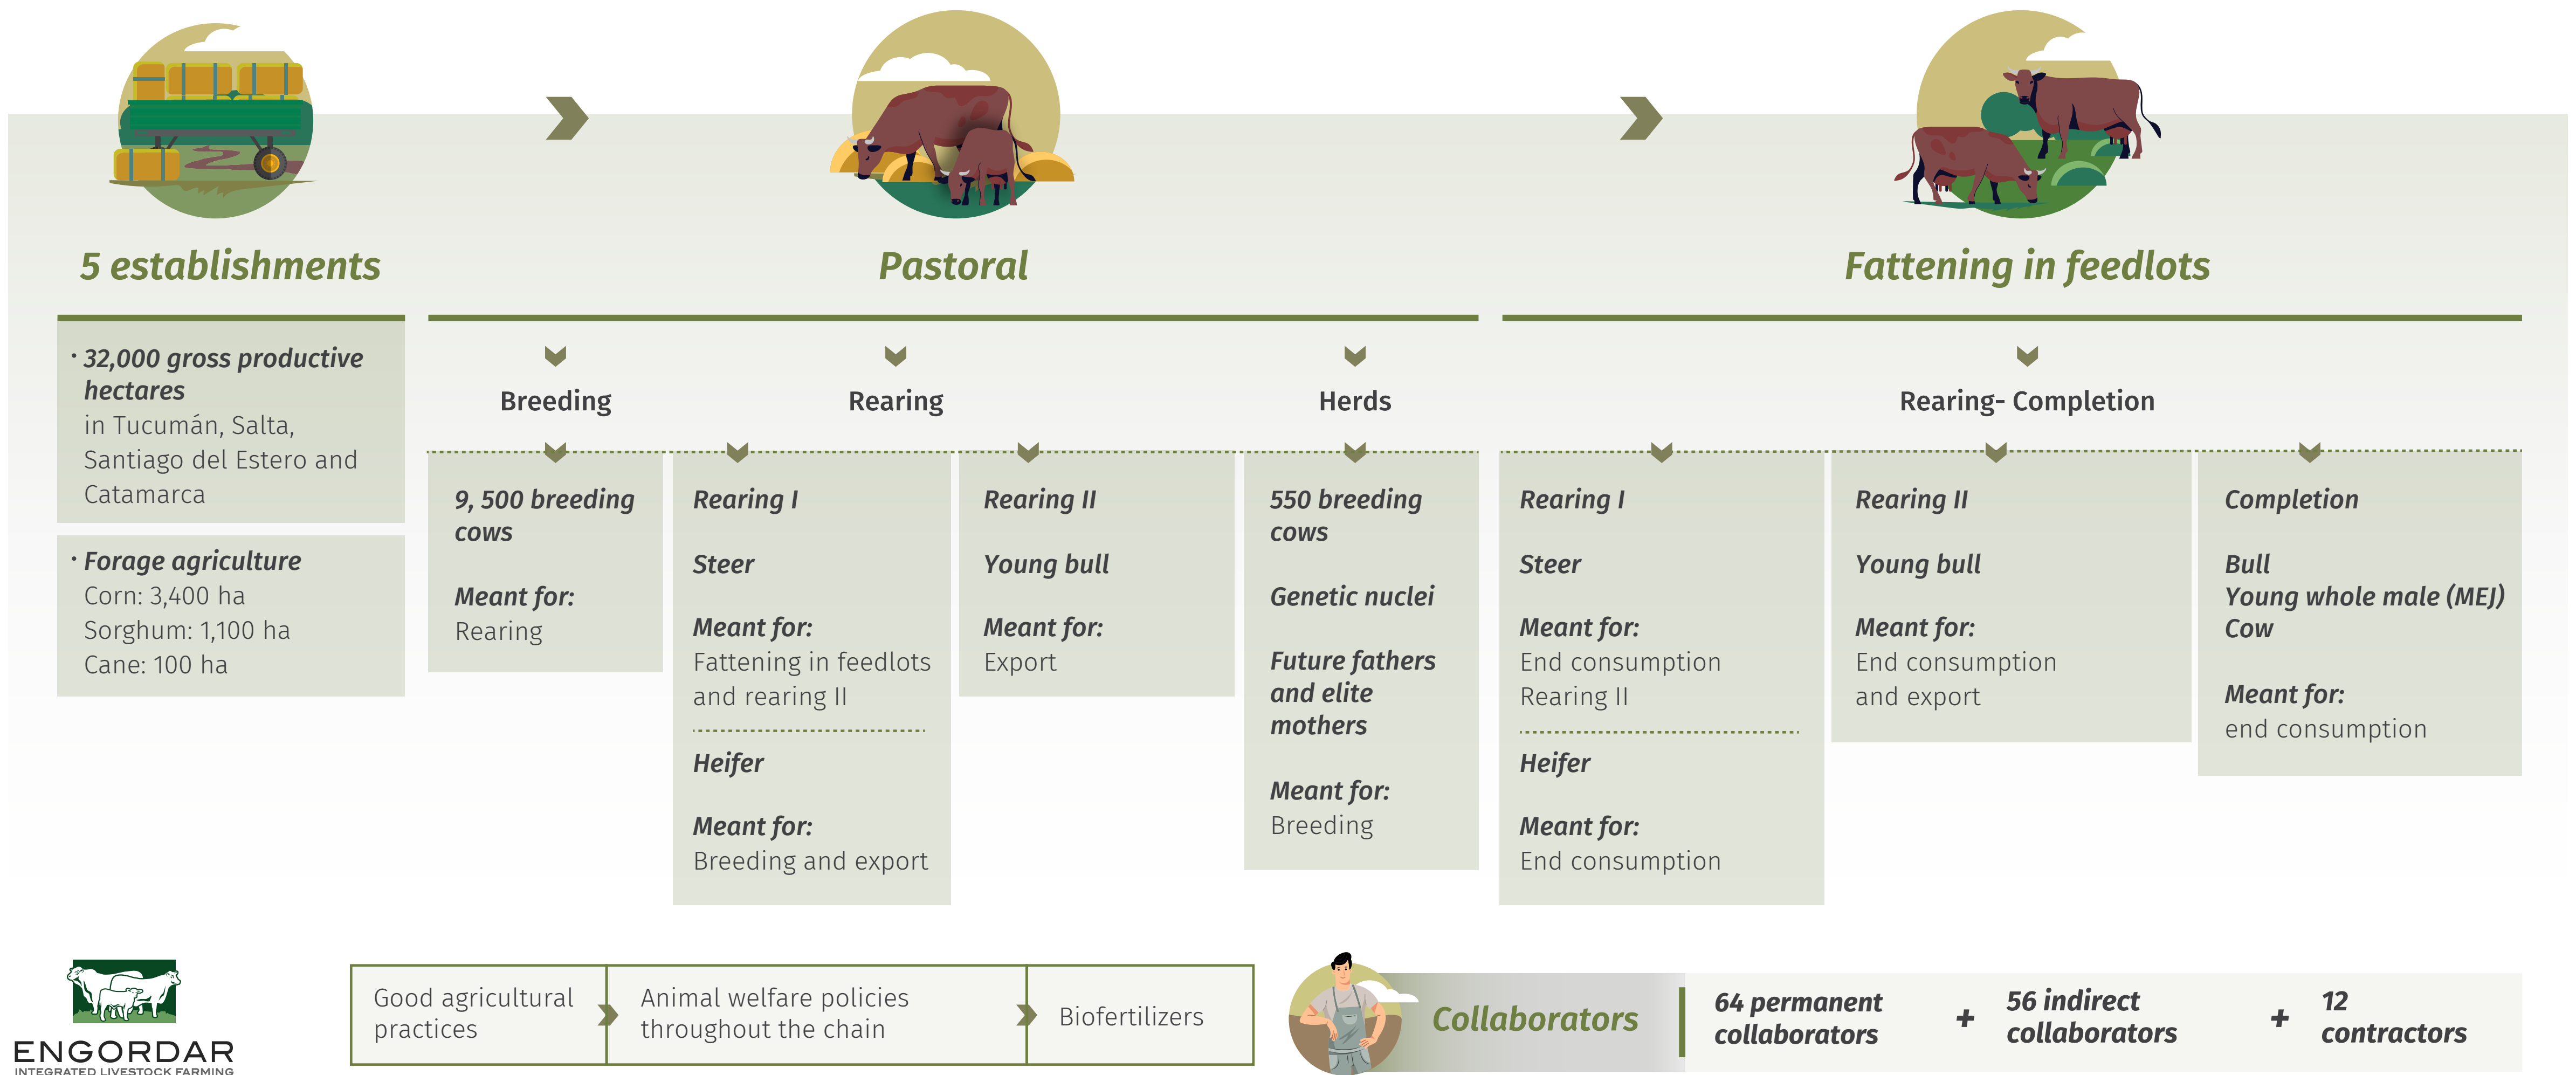 5 establishments
· 32,000 gross productive
hectares
in Tucumán, Salta,
Santiago del Estero and
Catamarca
· Forage agriculture
Corn: 3,400 ha
Sorghum: 1,100 ha
Cane: 100 ha
Pastoral
Breeding
9, 500 breeding
cows
Meant for:
Rearing
Rearing
Rearing I
Steer
Meant for:
Fattening in feedlots
and rearing II
Heifer
Meant for:
Breeding and export
Rearing II
Young bull
Meant for:
Export
Herds
550 breeding
cows
Genetic nuclei
Future fathers
and elite
mothers
Meant for:
Breeding
Fattening in feedlots
Rearing- Completion
Rearing I
Steer
Meant for:
End consumption
Rearing II
Heifer
Meant for:
End consumption
Rearing II
Young bull
Meant for:
End consumption
and export
Completion
Bull
Young whole male (MEJ)
Cow
Meant for:
end consumption
ENGORDAR
INTEGRATED LIVESTOCK FARMING
Good agricultural
practices
Animal welfare policies
throughout the chain
Biofertilizers
Collaborators
64 permanent
collaborators
+
56 indirect
collaborators
+
12
contractors